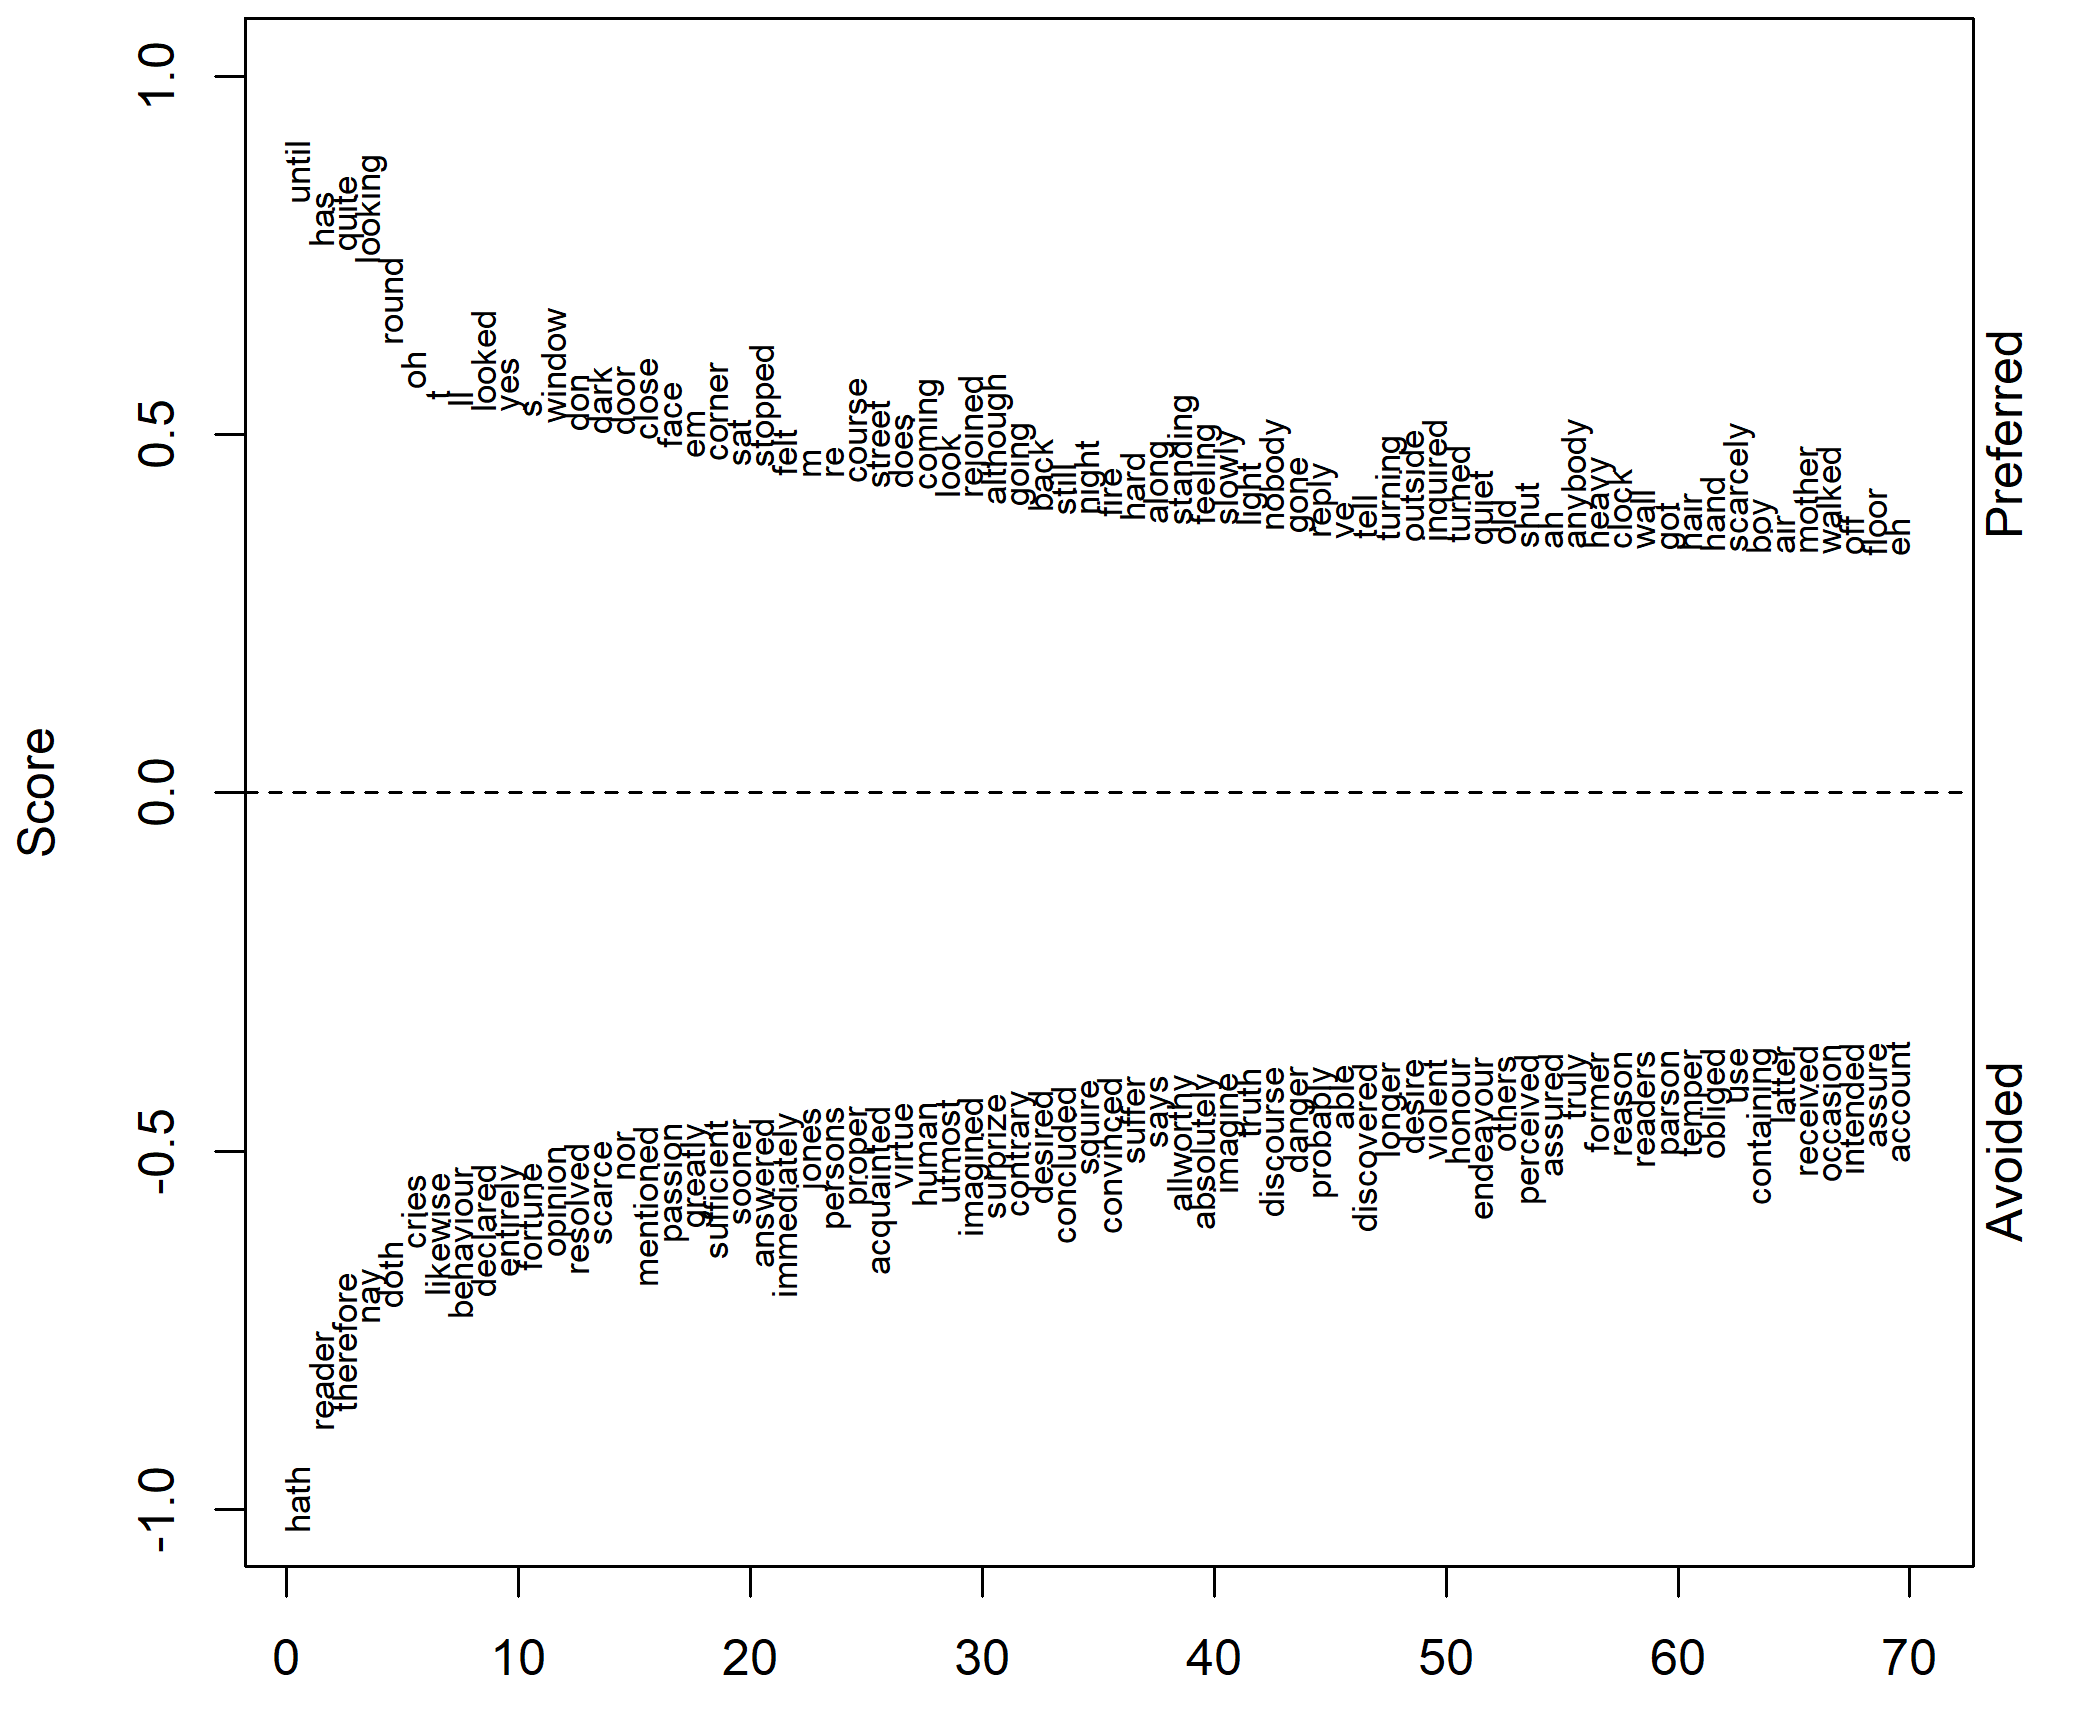 Score
1.0
0.5
0.0
-0.5
-1.0
Preferred
until
has
quite
looking
round
oh
t
ll
looked
yes
s
window
don
dark
door
close
face
em
corner
sat
stopped
felt
m
re
course
street
does
coming
look
rejoined
although
going
back
still
night
fire
hard
along
standing
feeling
slowly
light
nobody
gone
reply
ve
tell
turning
outside
inquired
turned
quiet
old
shut
ah
anybody
heavy
clock
wall
got
hair
hand
scarcely
boy
air
mother
walked
off
floor
eh
Avoided
hath
reader
therefore
nay
doth
cries
likewise
behaviour
declared
entirely
fortune
opinion
resolved
scarce
nor
mentioned
passion
greatly
sufficient
sooner
answered
immediately
jones
persons
proper
acquainted
virtue
human
utmost
imagined
surprize
contrary
desired
concluded
squire
convinced
suffer
says
allworthy
absolutely
imagine
truth
discourse
danger
probably
able
discovered
longer
desire
violent
honour
endeavour
others
perceived
assured
truly
former
reason
readers
parson
temper
obliged
use
containing
latter
received
occasion
intended
assure
account
0 10 20 30 40 50 60 70